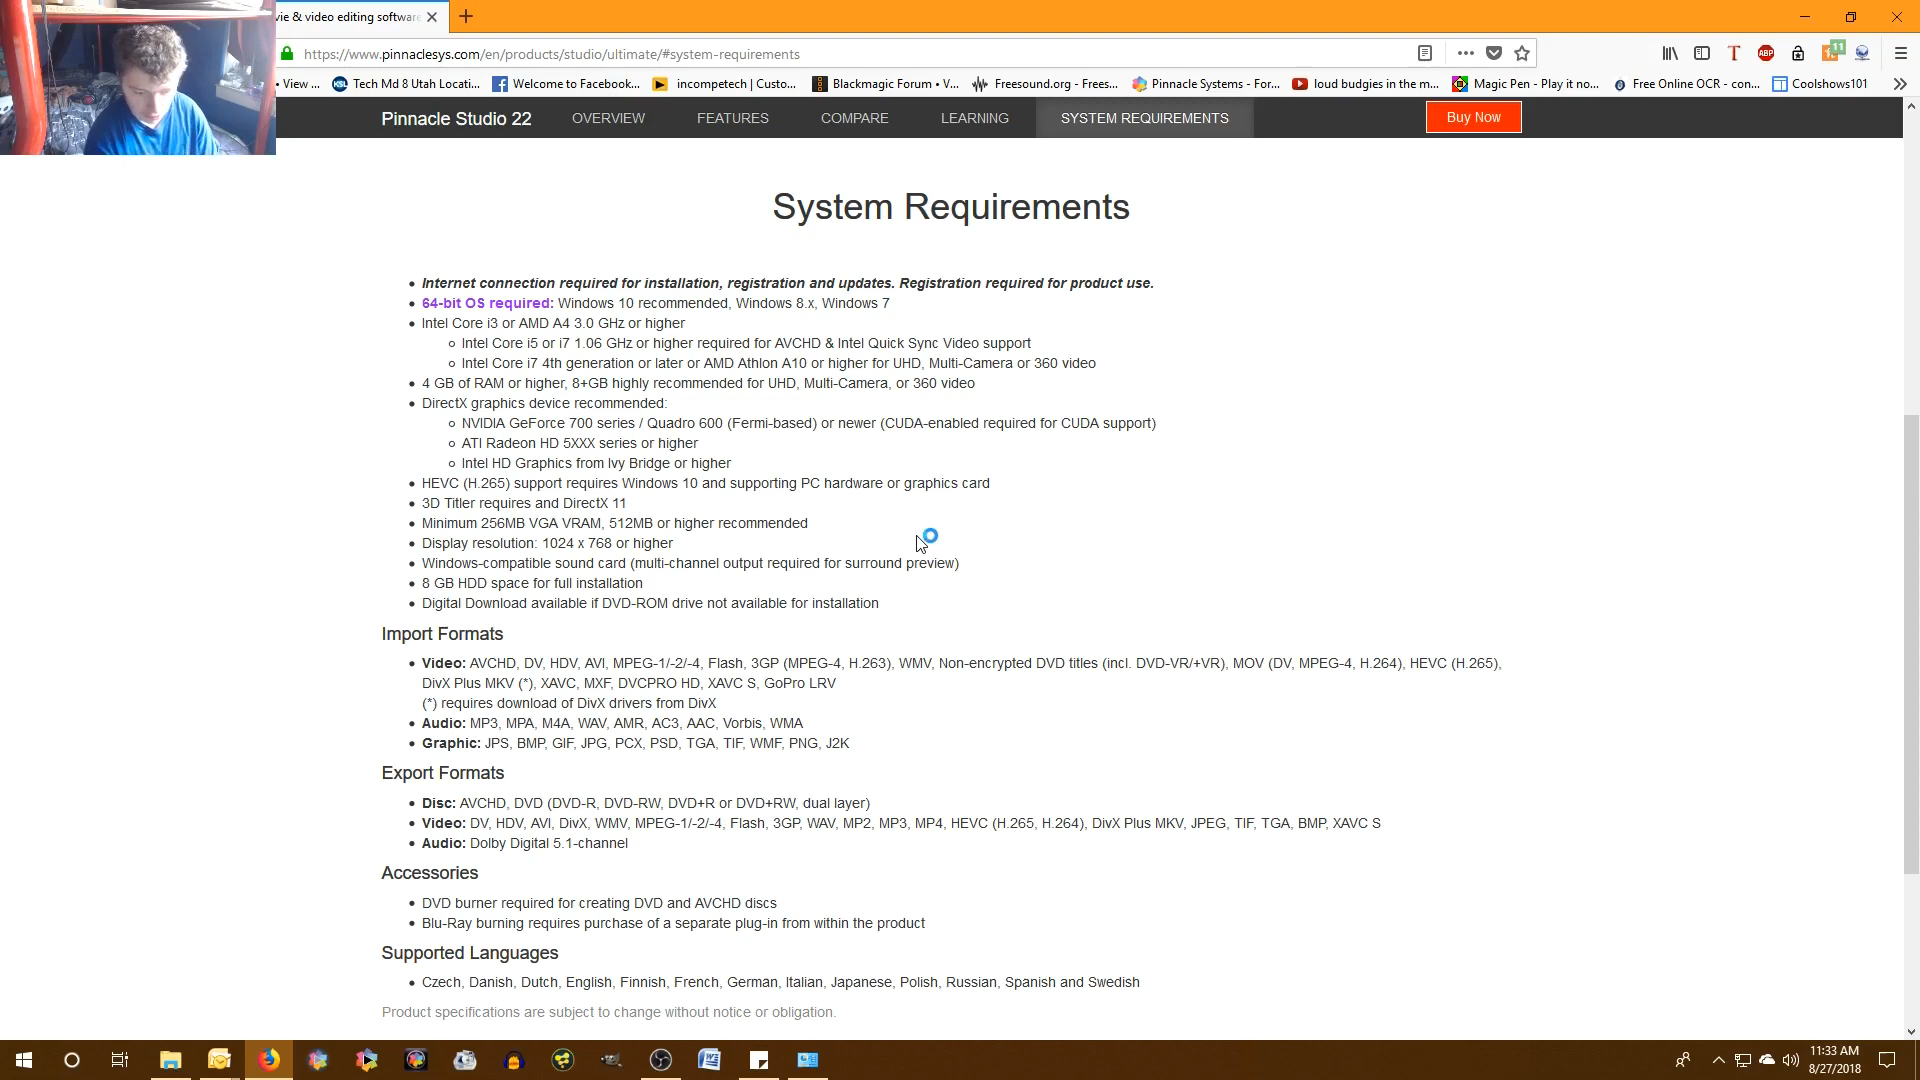 vie & video editing software
https://www.pinnaclesys.com/en/products/studio/ultimate/#system-requirements
11
View ...
KSL Tech Md 8 Utah Locati...
Welcome to Facebook...
incompetech | Custo...
Blackmagic Forum • V...
Freesound.org - Frees...
Pinnacle Systems - For...
loud budgies in the m...
Magic Pen - Play it no...
Free Online OCR - con...
Coolshows101
Pinnacle Studio 22
OVERVIEW
FEATURES
COMPARE
LEARNING
SYSTEM REQUIREMENTS
Buy Now
System Requirements
Internet connection required for installation, registration and updates. Registration required for product use.
64-bit OS required: Windows 10 recommended, Windows 8.x, Windows 7
Intel Core i3 or AMD A4 3.0 GHz or higher
Intel Core i5 or i7 1.06 GHz or higher required for AVCHD & Intel Quick Sync Video support
Intel Core i7 4th generation or later or AMD Athlon A10 or higher for UHD, Multi-Camera or 360 video
4 GB of RAM or higher, 8+GB highly recommended for UHD, Multi-Camera, or 360 video
DirectX graphics device recommended:
NVIDIA GeForce 700 series / Quadro 600 (Fermi-based) or newer (CUDA-enabled required for CUDA support)
ATI Radeon HD 5XXX series or higher
Intel HD Graphics from Ivy Bridge or higher
HEVC (H.265) support requires Windows 10 and supporting PC hardware or graphics card
3D Titler requires and DirectX 11
Minimum 256MB VGA VRAM, 512MB or higher recommended
Display resolution: 1024 x 768 or higher
Windows-compatible sound card (multi-channel output required for surround preview)
8 GB HDD space for full installation
Digital Download available if DVD-ROM drive not available for installation
Import Formats
Video: AVCHD, DV, HDV, AVI, MPEG-1/-2/-4, Flash, 3GP (MPEG-4, H.263), WMV, Non-encrypted DVD titles (incl. DVD-VR/+VR), MOV (DV, MPEG-4, H.264), HEVC (H.265),
DivX Plus MKV (*), XAVC, MXF, DVCPRO HD, XAVC S, GoPro LRV
(*) requires download of DivX drivers from DivX
Audio: MP3, MPA, M4A, WAV, AMR, AC3, AAC, Vorbis, WMA
Graphic: JPS, BMP, GIF, JPG, PCX, PSD, TGA, TIF, WMF, PNG, J2K
Export Formats
Disc: AVCHD, DVD (DVD-R, DVD-RW, DVD+R or DVD+RW, dual layer)
Video: DV, HDV, AVI, DivX, WMV, MPEG-1/-2/-4, Flash, 3GP, WAV, MP2, MP3, MP4, HEVC (H.265, H.264), DivX Plus MKV, JPEG, TIF, TGA, BMP, XAVC S
Audio: Dolby Digital 5.1-channel
Accessories
DVD burner required for creating DVD and AVCHD discs
Blu-Ray burning requires purchase of a separate plug-in from within the product
Supported Languages
Czech, Danish, Dutch, English, Finnish, French, German, Italian, Japanese, Polish, Russian, Spanish and Swedish
Product specifications are subject to change without notice or obligation.
11:33 AM
8/27/2018